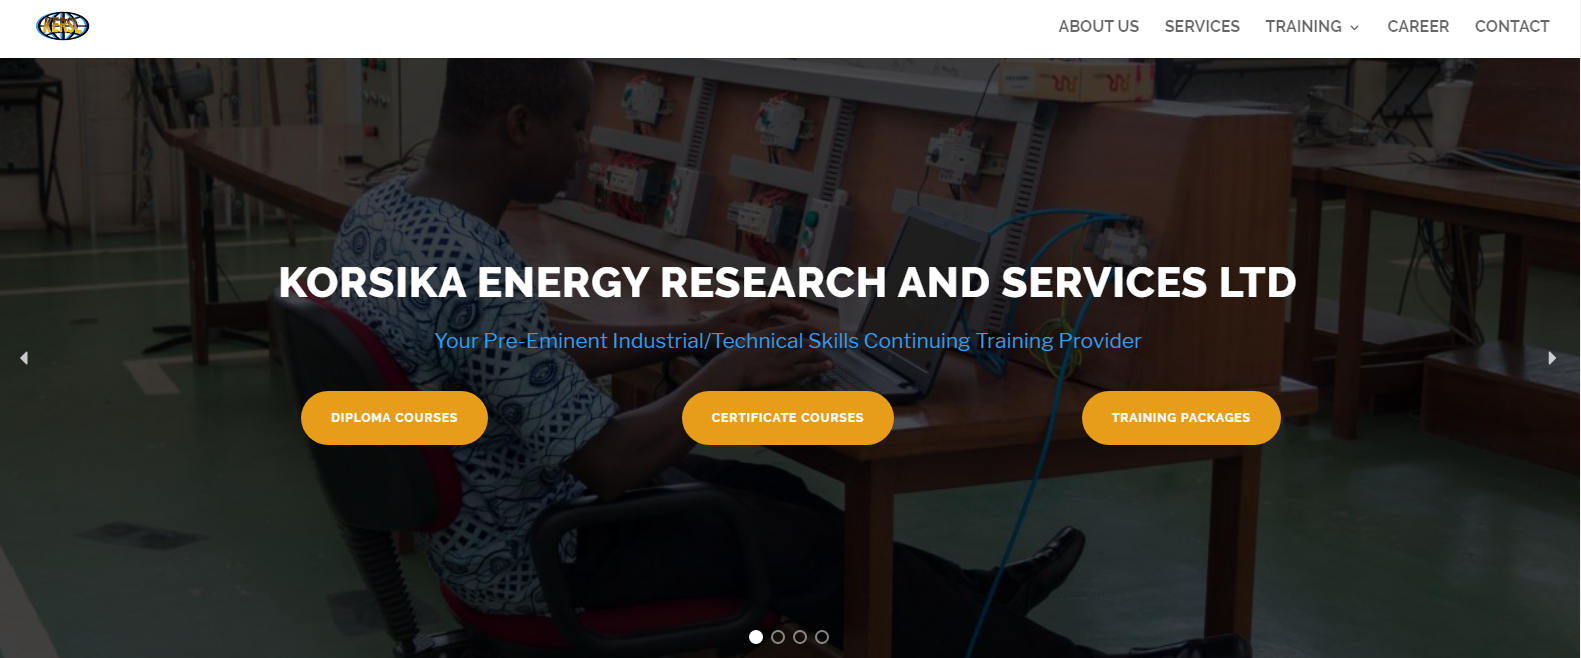 KERSL
ABOUT US
SERVICES
TRAINING
CAREER
CONTACT
KORSIKA ENERGY RESEARCH AND SERVICES LTD
Your Pre-Eminent Industrial/Technical Skills Continuing Training Provider
DIPLOMA COURSES
CERTIFICATE COURSES
TRAINING PACKAGES